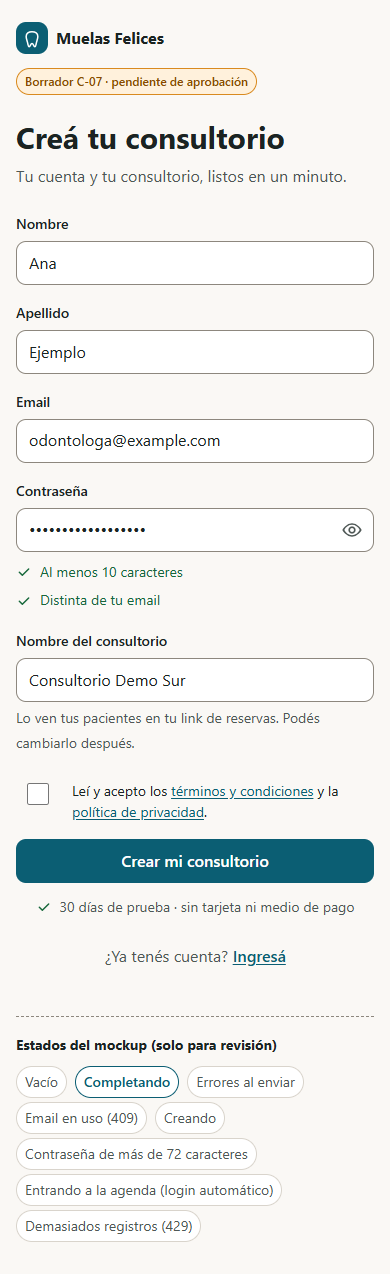 Muelas Felices
Borrador C-07 · pendiente de aprobación
Creá tu consultorio
Tu cuenta y tu consultorio, listos en un minuto.
Nombre
Ana
Apellido
Ejemplo
Email
odontologa@example.com
Contraseña
••••••••••••••••••
Al menos 10 caracteres
Distinta de tu email
Nombre del consultorio
Consultorio Demo Sur
Lo ven tus pacientes en tu link de reservas. Podés
cambiarlo después.
Leí y acepto los términos y condiciones y la
política de privacidad.
Crear mi consultorio
30 días de prueba · sin tarjeta ni medio de pago
¿Ya tenés cuenta? Ingresá
Estados del mockup (solo para revisión)
Vacío Completando Errores al enviar
Email en uso (409) Creando
Contraseña de más de 72 caracteres
Entrando a la agenda (login automático)
Demasiados registros (429)